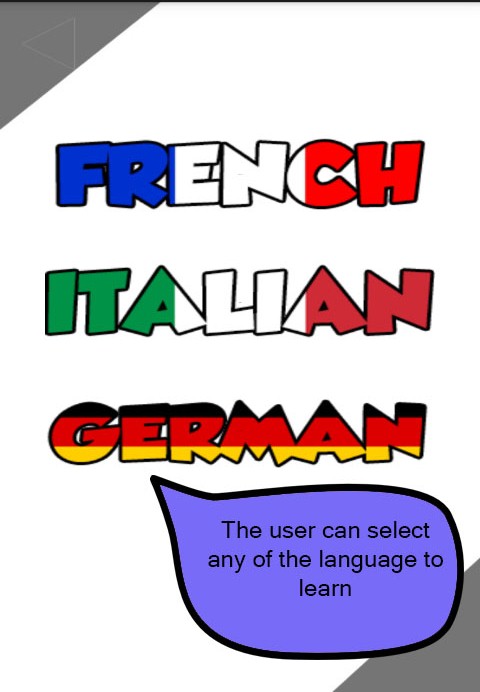 FRENCH
ITALIAN
GERMAN
The user can select
any of the language to
learn